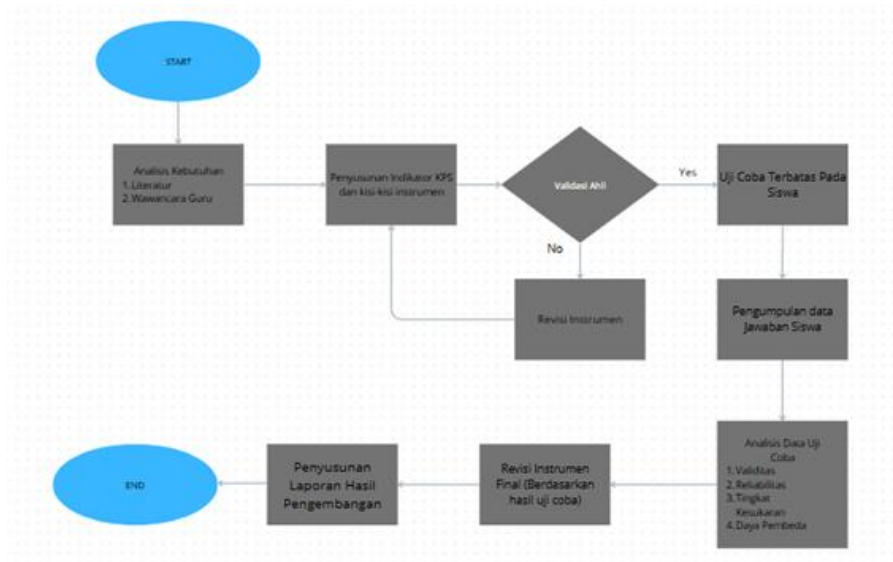 START
Analisis Kebutuhan
1. Literatur
2. Wawancara Guru
Penyusunan Indikator KPS
dan kisi-kisi instrumen
Validasi Ahli
Yes
Uji Coba Terbatas Pada
Siswa
No
Revisi Instrumen
Pengumpulan data
Jawaban Siswa
Analisis Data Uji
Coba
1. Validitas
2. Reliabilitas
3. Tingkat
Kesukaran
4. Daya Pembeda
Revisi Instrumen
Final (Berdasarkan
hasil uji coba)
Penyusunan
Laporan Hasil
Pengembangan
END